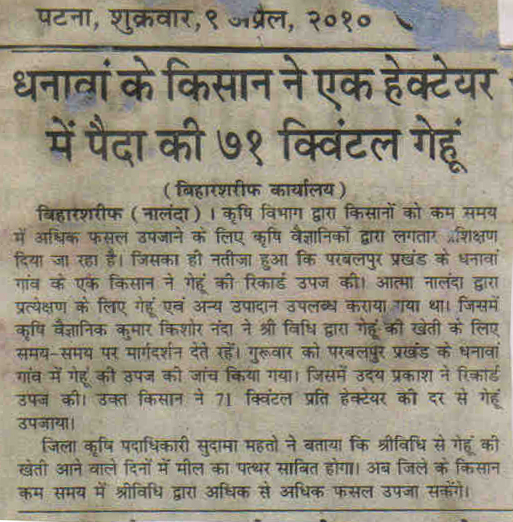 पटना, शुक्रवार, ९ अप्रैल, २०१०
धनावां के किसान ने एक हेक्टेयर
में पैदा की ७१ क्विंटल गेहूं
(बिहारशरीफ कार्यालय)
बिहारशरीफ (नालंदा)। कृषि विभाग द्वारा किसानों को कम समय
में अधिक फसल उपजाने के लिए कृषि वैज्ञानिकों द्वारा लगतार प्रशिक्षण
दिया जा रहा है। जिसका ही नतीजा हुआ कि परबलपुर प्रखंड के धनावां
गांव के एक किसान ने गेहूं की रिकार्ड उपज की। आत्मा नालंदा द्वारा
प्रत्येक्षण के लिए गेहूं एवं अन्य उपादान उपलब्ध कराया गया था। जिसमें
कृषि वैज्ञानिक कुमार किशोर नंदा ने श्री विधि द्वारा गेहूं की खेती के लिए
समय-समय पर मार्गदर्शन देते रहें। गुरूवार को परबलपुर प्रखंड के धनावां
गांव में गेहूं की उपज की जांच किया गया। जिसमें उदय प्रकाश ने रिकार्ड
उपज की। उक्त किसान ने 71 क्विंटल प्रति हेक्टेयर की दर से गेहूं
उपजाया।
जिला कृषि पदाधिकारी सुदामा महतो ने बताया कि श्रीविधि से गेहूं की
खेती आने वाले दिनों में मील का पत्थर साबित होगा। अब जिले के किसान
कम समय में श्रीविधि द्वारा अधिक से अधिक फसल उपजा सकेंगे।